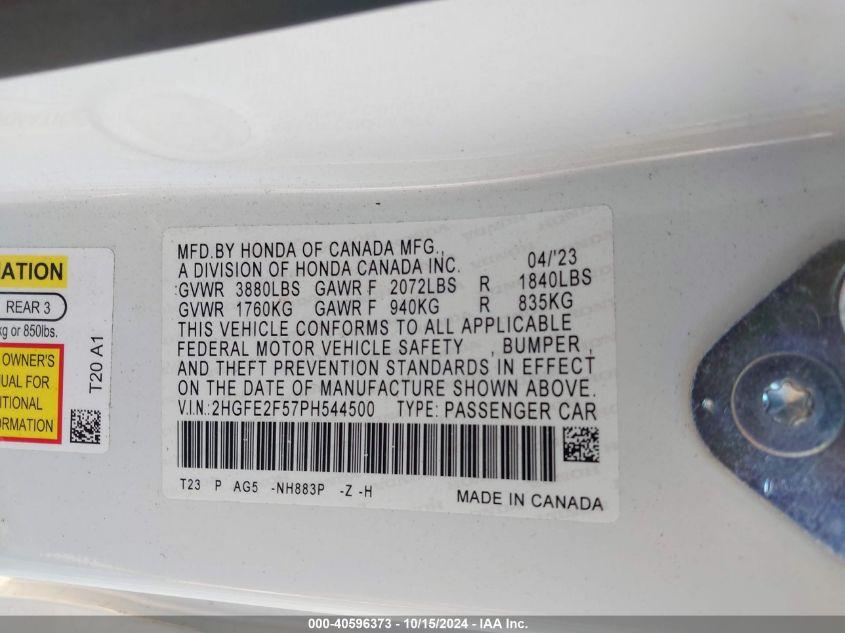 MATION
REAR 3
kg or 850lbs.
OWNER'S
UAL FOR
ITIONAL
ORMATION
T20 A1
MFD.BY HONDA OF CANADA MFG.,
A DIVISION OF HONDA CANADA INC. 04/'23
GVWR 3880LBS GAWR F 2072LBS R 1840LBS
GVWR 1760KG GAWR F 940KG R 835KG
THIS VEHICLE CONFORMS TO ALL APPLICABLE
FEDERAL MOTOR VEHICLE SAFETY , BUMPER ,
AND THEFT PREVENTION STANDARDS IN EFFECT
ON THE DATE OF MANUFACTURE SHOWN ABOVE.
V.I.N.:2HGFE2F57PH544500 TYPE: PASSENGER CAR
T23 P AG5 -NH883P -Z -H
MADE IN CANADA
000-40596373 - 10/15/2024 - IAA Inc.